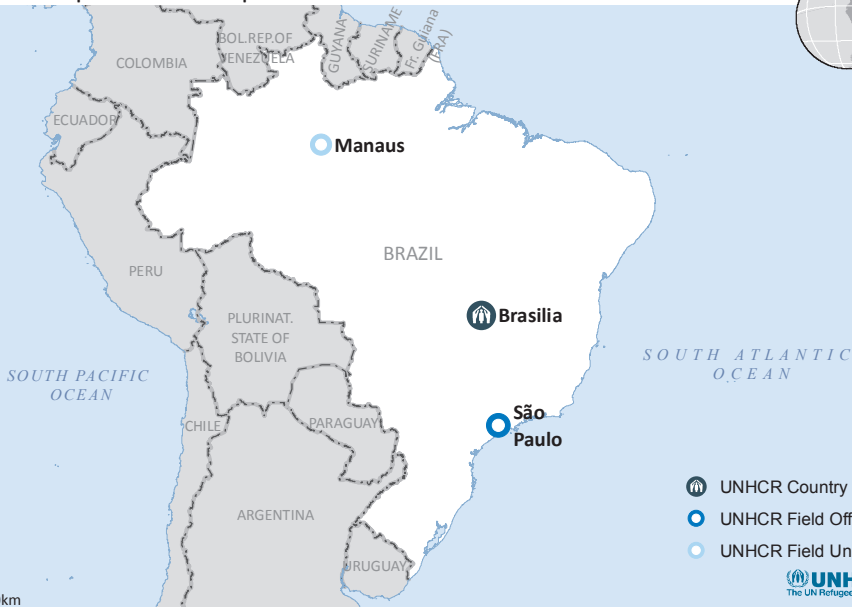 BOL.REP.OF
VENEZUELA
GUYANA
SURINAME
Fr. Guiana
(FRA)
COLOMBIA
ECUADOR
Manaus
BRAZIL
PERU
Brasilia
PLURINAT.
STATE OF
BOLIVIA
SOUTH ATLANTIC
OCEAN
SOUTH PACIFIC
OCEAN
São
Paulo
CHILE
PARAGUAY
UNHCR Country
UNHCR Field Off
ARGENTINA
UNHCR Field Un
URUGUAY
UNH
The UN Refugee
km